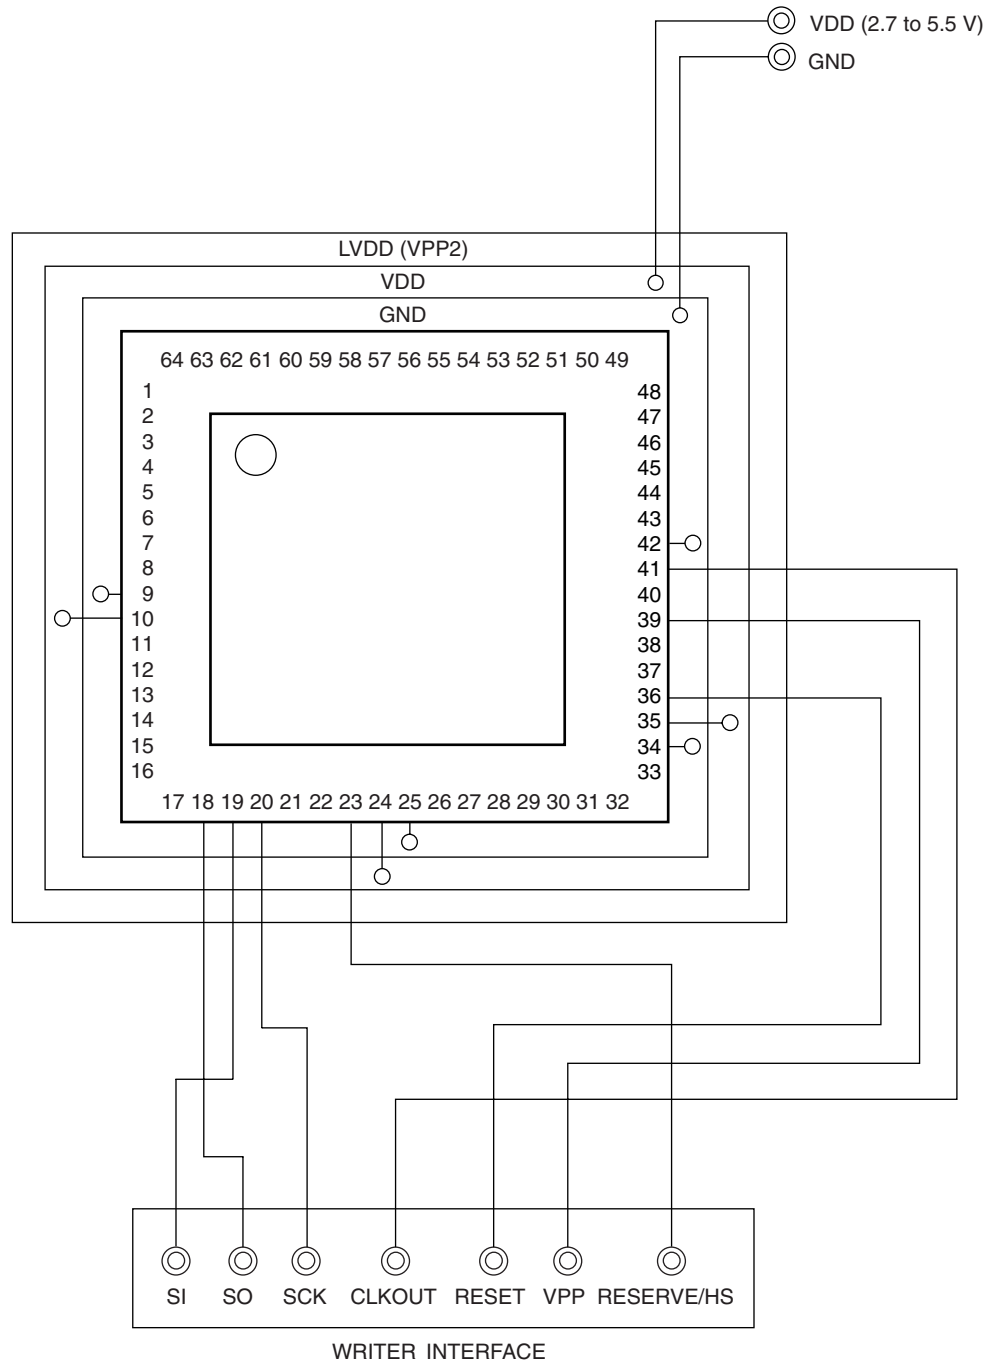 VDD (2.7 to 5.5 V)
GND
LVDD (VPP2)
VDD
GND
64 63 62 61 60 59 58 57 56 55 54 53 52 51 50 49
1 48
2 47
3 46
4 45
5 44
6 43
7 42
8 41
9 40
10 39
11 38
12 37
13 36
14 35
15 34
16 33
17 18 19 20 21 22 23 24 25 26 27 28 29 30 31 32
SI SO SCK CLKOUT RESET VPP RESERVE/HS
WRITER INTERFACE